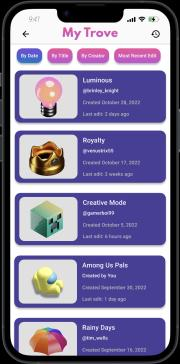 9:41
My Trove
By Date
By Title
By Creator
Most Recent Edit
Luminous
@brinley_knight
Created October 28, 2022
Last edit: 2 days ago
Royalty
@venustrix55
Created October 17, 2022
Last edit: 2 weeks ago
Creative Mode
@gamerboi99
Created October 5, 2022
Last edit: 6 hours ago
Among Us Pals
Created by You
Created September 30, 2022
Last edit: 1 day ago
Rainy Days
@tim_wells
Created September 16, 2022